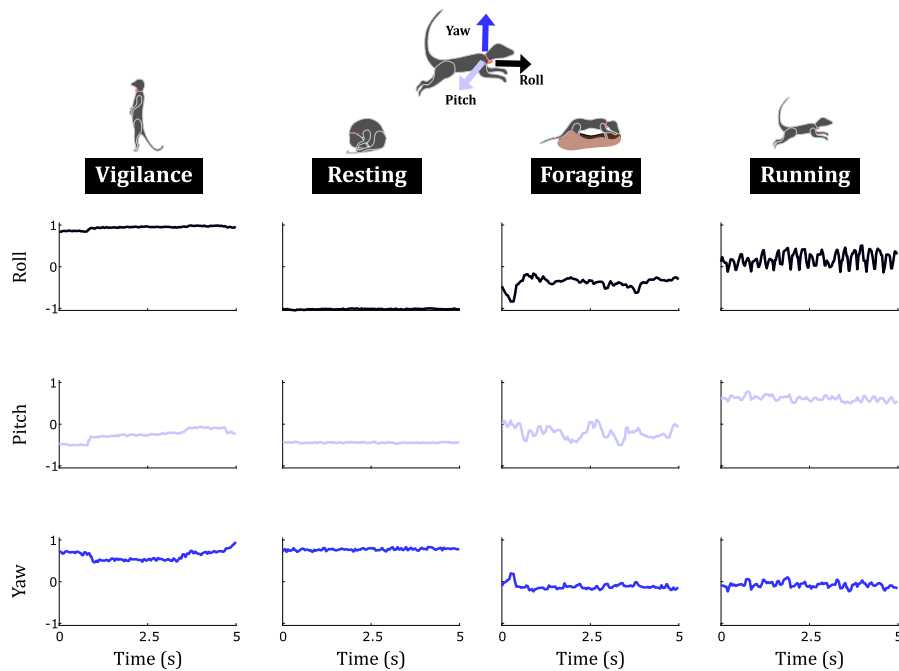 Yaw
Roll
Pitch
Vigilance Resting Foraging Running
Roll
1
0
-1
Pitch
1
0
-1
Yaw
1
0
-1
0 2.5 5 0 2.5 5 0 2.5 5 0 2.5 5
Time (s) Time (s) Time (s) Time (s)